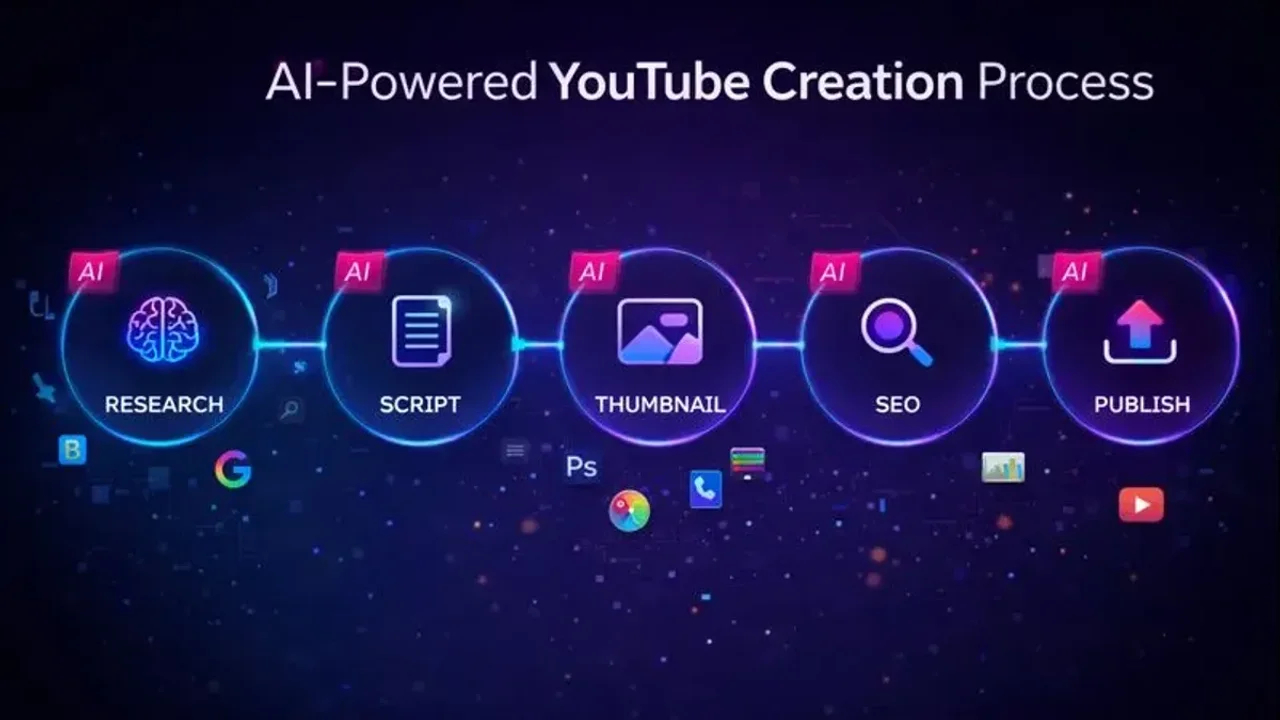 AI-Powered YouTube Creation Process
AI
AI
AI
AI
AI
RESEARCH
SCRIPT
THUMBNAIL
SEO
PUBLISH
B
G
Ps